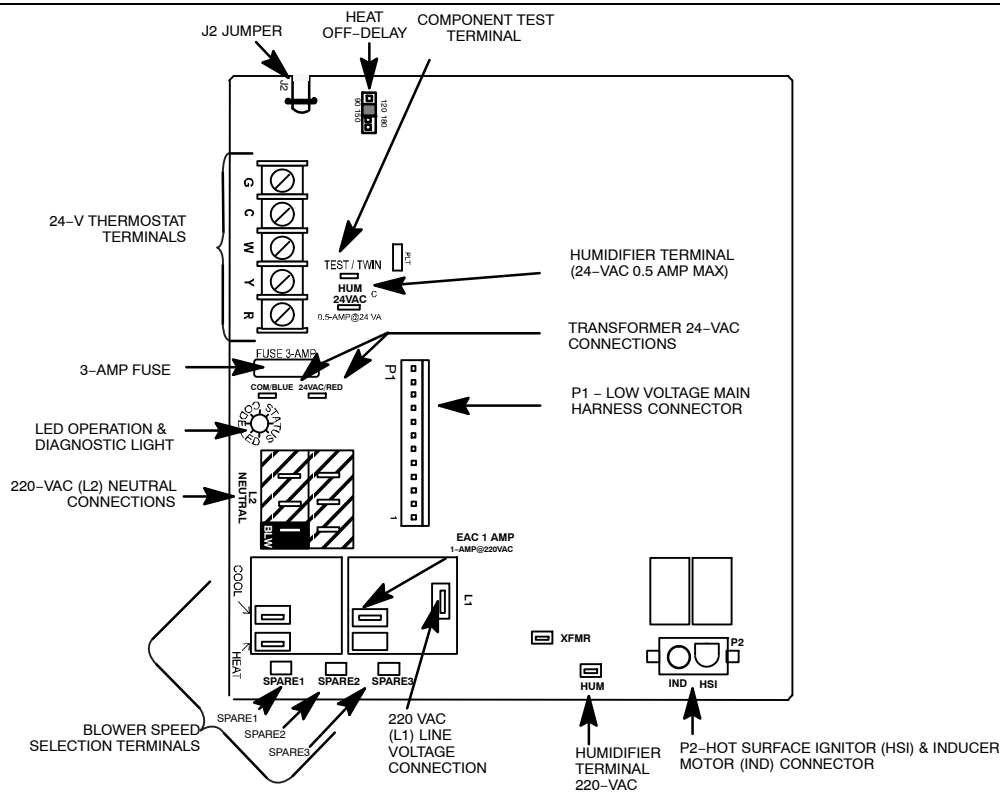 J2 JUMPER
HEAT
OFF–DELAY
COMPONENT TEST
TERMINAL
J2
90 150
120 180
24–V THERMOSTAT
TERMINALS
G
C
W
Y
R
TEST / TWIN
PLT
HUM
24VAC
C
0.5-AMP@24 VA
HUMIDIFIER TERMINAL
(24–VAC 0.5 AMP MAX)
TRANSFORMER 24–VAC
CONNECTIONS
3–AMP FUSE
FUSE 3-AMP
COM/BLUE
24VAC/RED
P1
P1 – LOW VOLTAGE MAIN
HARNESS CONNECTOR
LED OPERATION &
DIAGNOSTIC LIGHT
STATUS
CODE
LED
220–VAC (L2) NEUTRAL
CONNECTIONS
L2
NEUTRAL
BLW
1
EAC 1 AMP
1–AMP@220VAC
COOL
HEAT
L1
SPARE1
SPARE2
SPARE3
XFMR
HUM
P2
IND
HSI
SPARE1
SPARE2
SPARE3
BLOWER SPEED
SELECTION TERMINALS
220 VAC
(L1) LINE
VOLTAGE
CONNECTION
HUMIDIFIER
TERMINAL
220–VAC
P2–HOT SURFACE IGNITOR (HSI) & INDUCER
MOTOR (IND) CONNECTOR